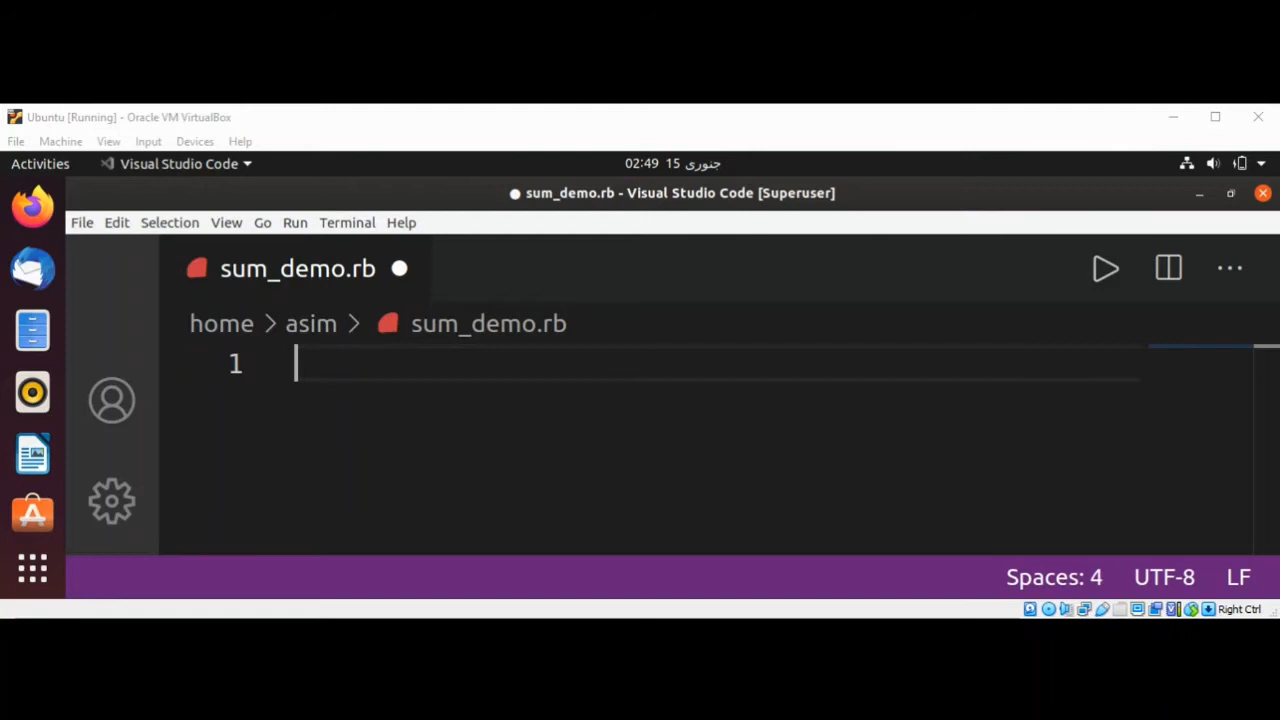 Ubuntu [Running] - Oracle VM VirtualBox
File Machine View Input Devices Help
Activities Visual Studio Code 02:49 15 جنوری
sum_demo.rb - Visual Studio Code [Superuser]
File Edit Selection View Go Run Terminal Help
sum_demo.rb
home > asim > sum_demo.rb
1
Spaces: 4 UTF-8 LF
Right Ctrl